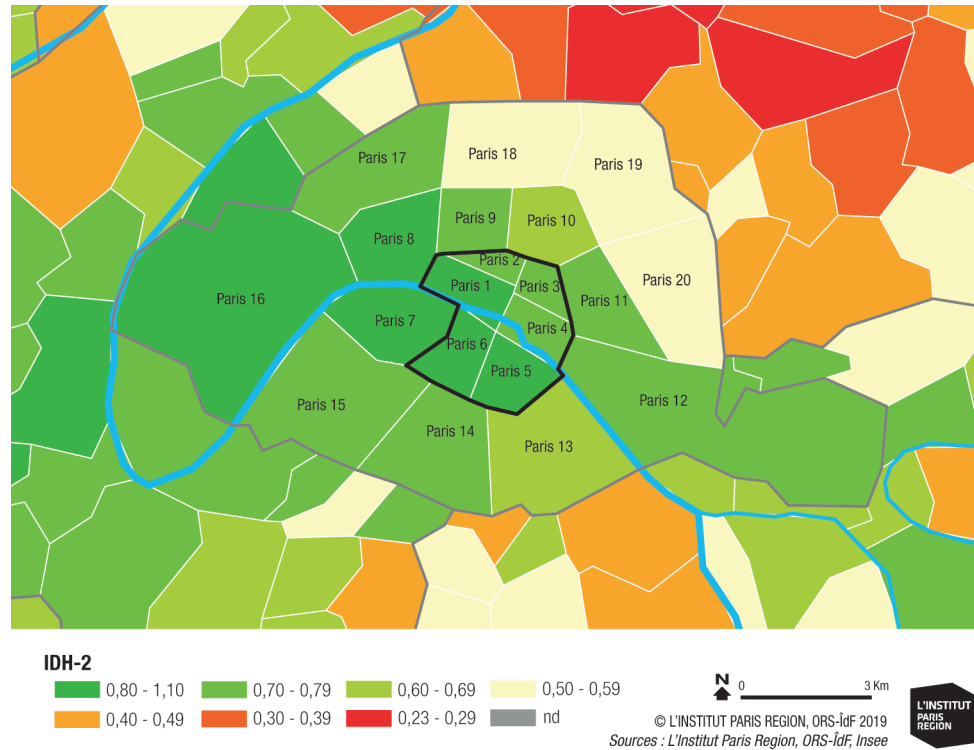 Paris 18
Paris 17
Paris 19
Paris 9
Paris 10
Paris 8
Paris 2
Paris 1
Paris 3
Paris 20
Paris 16
Paris 11
Paris 7
Paris 4
Paris 6
Paris 5
Paris 12
Paris 15
Paris 14
Paris 13
IDH-2
0,80 - 1,10
0,70 - 0,79
0,60 - 0,69
0,50 - 0,59
0,40 - 0,49
0,30 - 0,39
0,23 - 0,29
nd
N
0
3 Km
© L'INSTITUT PARIS REGION, ORS-ÎdF 2019
Sources : L'Institut Paris Region, ORS-ÎdF, Insee
L'INSTITUT
PARIS
REGION